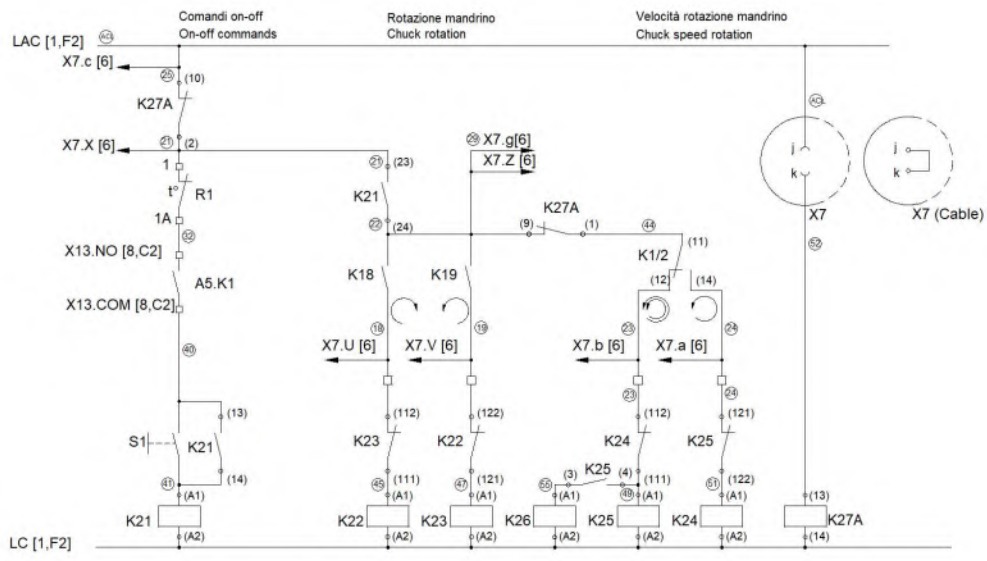 Comandi on-off
On-off commands
Rotazione mandrino
Chuck rotation
Velocità rotazione mandrino
Chuck speed rotation
LAC [1,F2] ACL
X7.c [6]
25 (10)
K27A
ACL
X7.X [6] 21 (2)
29 X7.g[6]
X7.Z [6]
1
21 (23)
t° R1
K21
1A
22 (24)
32
K27A
(9) (1) 44
j
k
X7
j
k
X7 (Cable)
52
X13.NO [8,C2]
A5.K1
X13.COM [8,C2]
K18
K19
K1/2 (11)
(12) (14)
18
19
23
24
40
X7.U [6]
X7.V [6]
X7.b [6]
X7.a [6]
23
24
(13)
(112)
(122)
(112)
(121)
S1
K21
K23
K22
K24
K25
(14)
(111)
(121)
(3) K25 (4)
(111)
(122)
41 (A1)
45 (A1)
47 (A1)
55 (A1)
49 (A1)
51 (A1)
(13)
K21
K22
K23
K26
K25
K24
K27A
(A2)
(A2)
(A2)
(A2)
(A2)
(A2)
(14)
LC [1,F2]